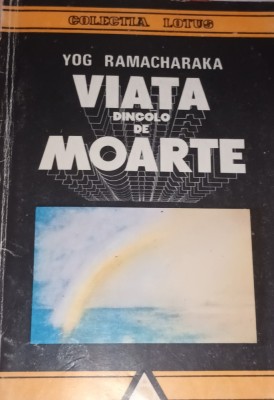 COLECTIA LOTUS
YOG RAMACHARAKA
VIATA
DINCOLO
DE
MOARTE